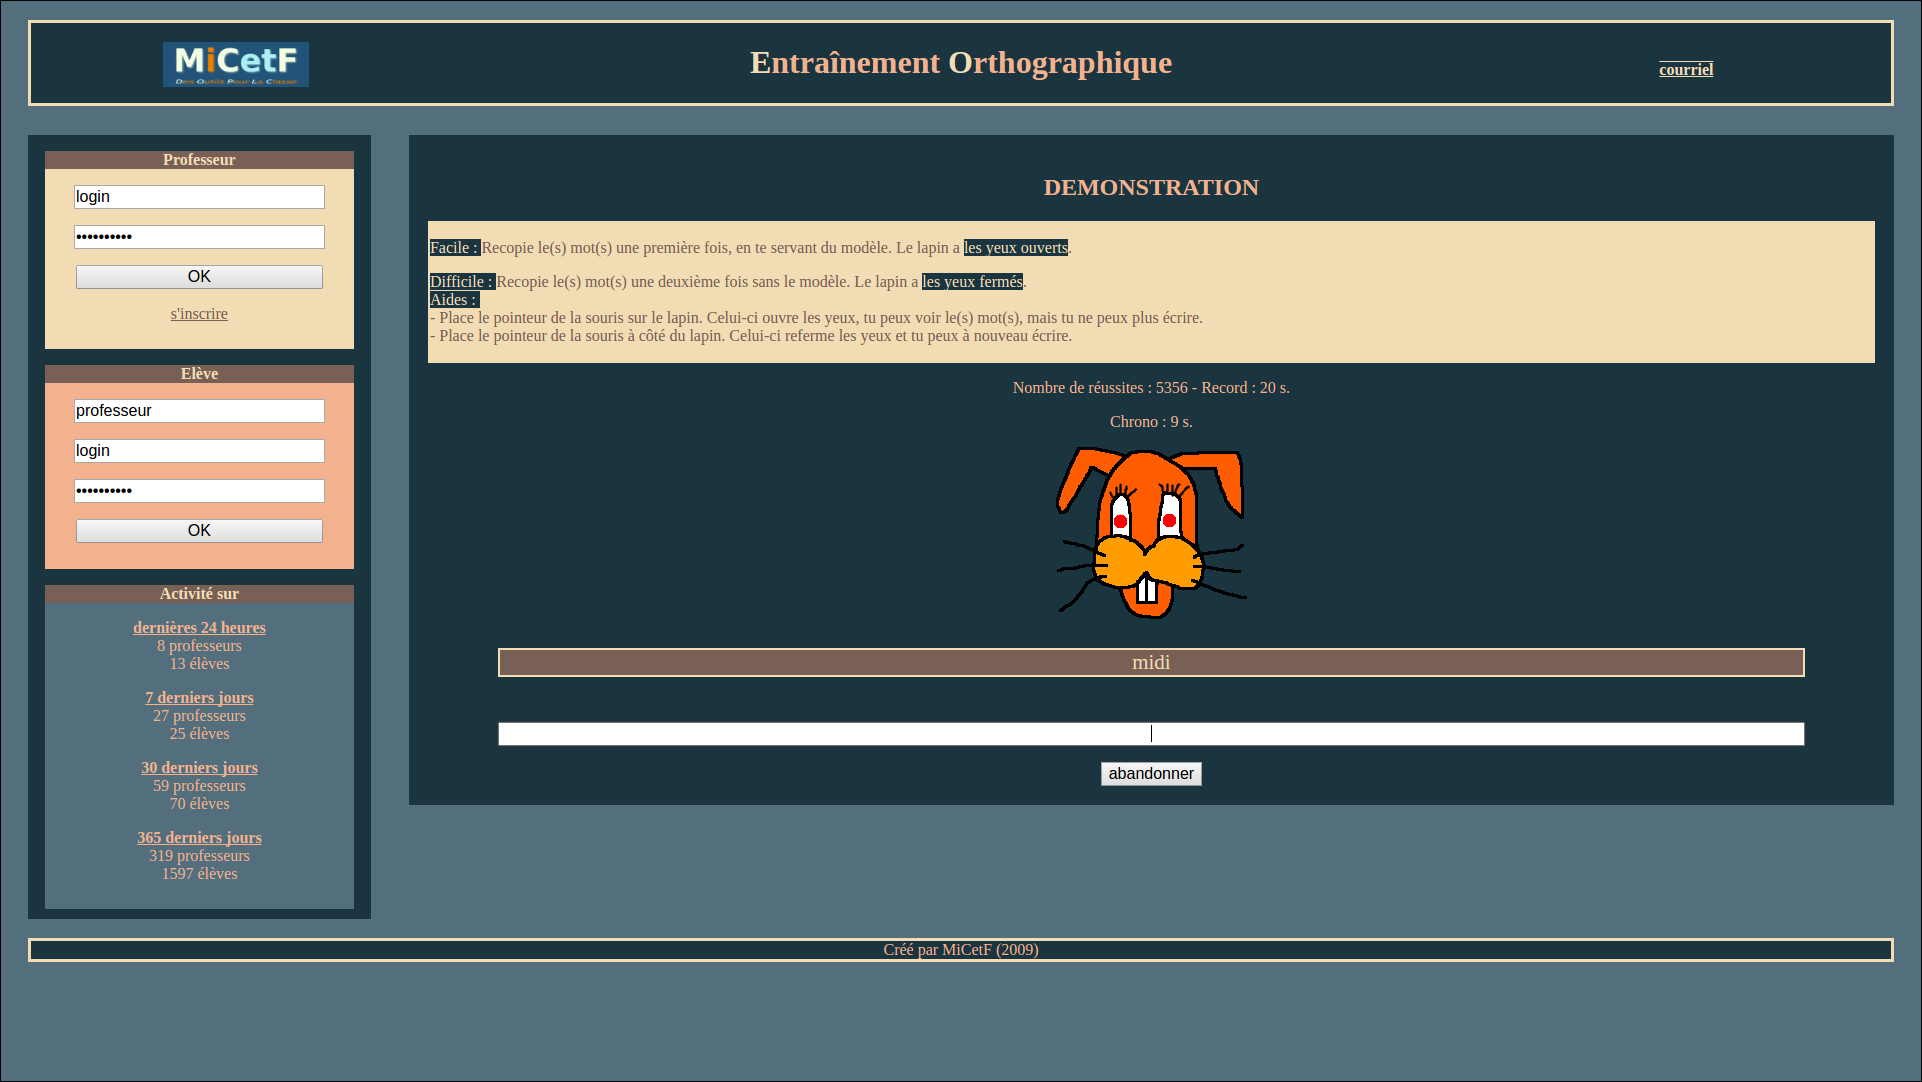 MiCetF
Des Outils Pour La Classe
Entraînement Orthographique
courriel
Professeur
login
••••••••••
OK
s'inscrire
Elève
professeur
login
••••••••••
OK
Activité sur
dernières 24 heures
8 professeurs
13 élèves
7 derniers jours
27 professeurs
25 élèves
30 derniers jours
59 professeurs
70 élèves
365 derniers jours
319 professeurs
1597 élèves
DEMONSTRATION
Facile : Recopie le(s) mot(s) une première fois, en te servant du modèle. Le lapin a les yeux ouverts.
Difficile : Recopie le(s) mot(s) une deuxième fois sans le modèle. Le lapin a les yeux fermés.
Aides :
- Place le pointeur de la souris sur le lapin. Celui-ci ouvre les yeux, tu peux voir le(s) mot(s), mais tu ne peux plus écrire.
- Place le pointeur de la souris à côté du lapin. Celui-ci referme les yeux et tu peux à nouveau écrire.
Nombre de réussites : 5356 - Record : 20 s.
Chrono : 9 s.
midi
abandonner
Créé par MiCetF (2009)